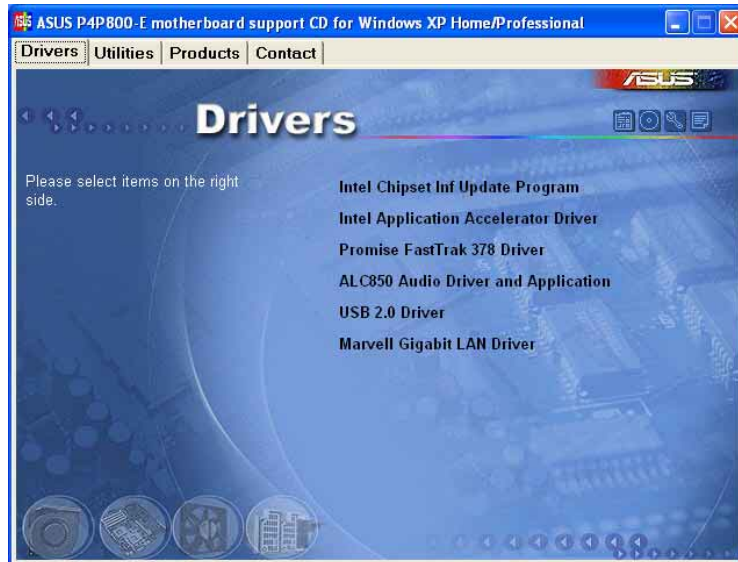 ASUS P4P800-E motherboard support CD for Windows XP Home/Professional
Drivers Utilities Products Contact
ASUS
Drivers
Please select items on the right
side.
Intel Chipset Inf Update Program
Intel Application Accelerator Driver
Promise FastTrak 378 Driver
ALC850 Audio Driver and Application
USB 2.0 Driver
Marvell Gigabit LAN Driver